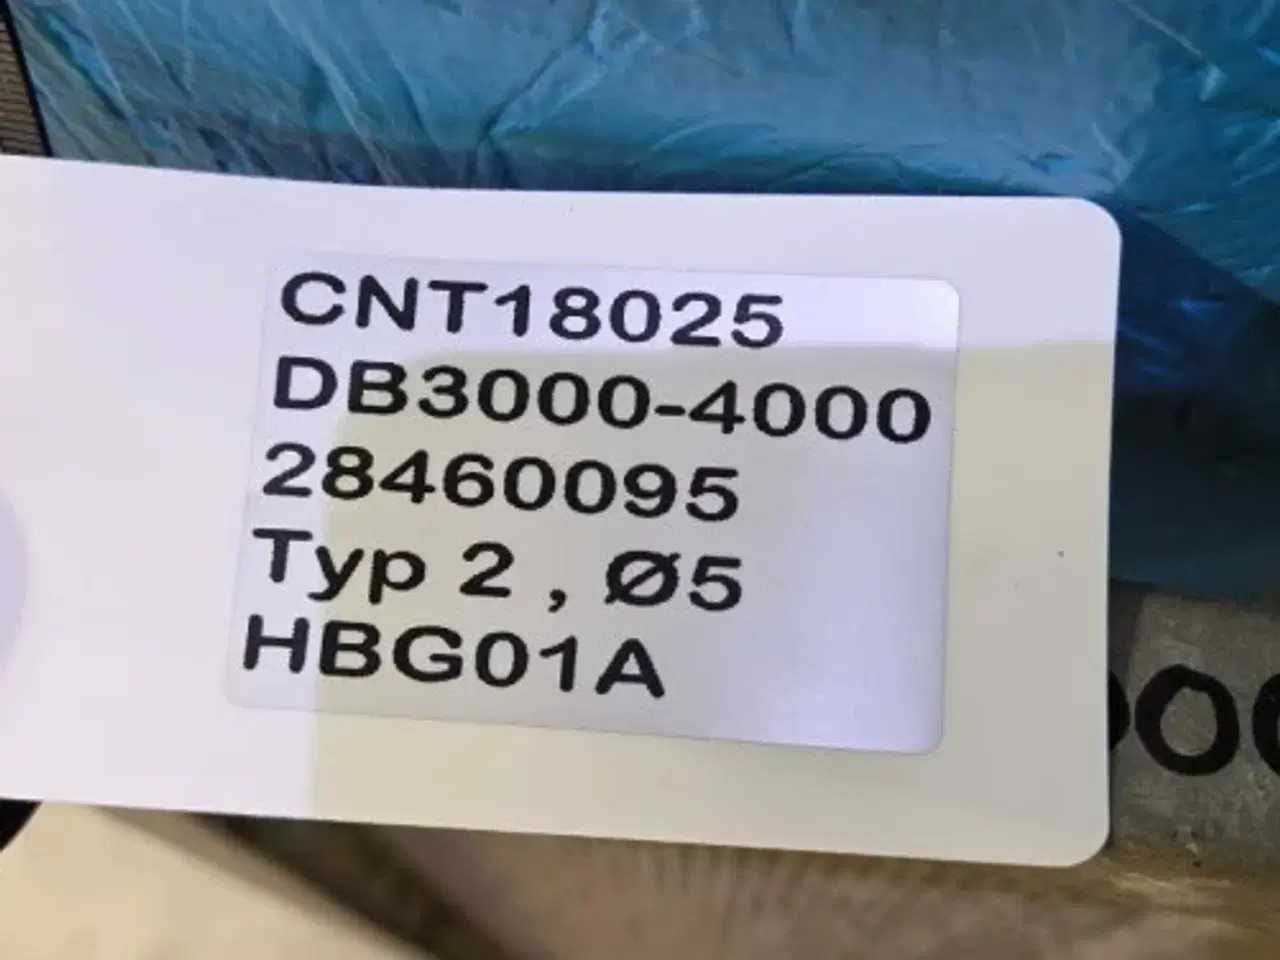 CNT18025
DB3000-4000
28460095
Typ 2 , Ø5
HBG01A